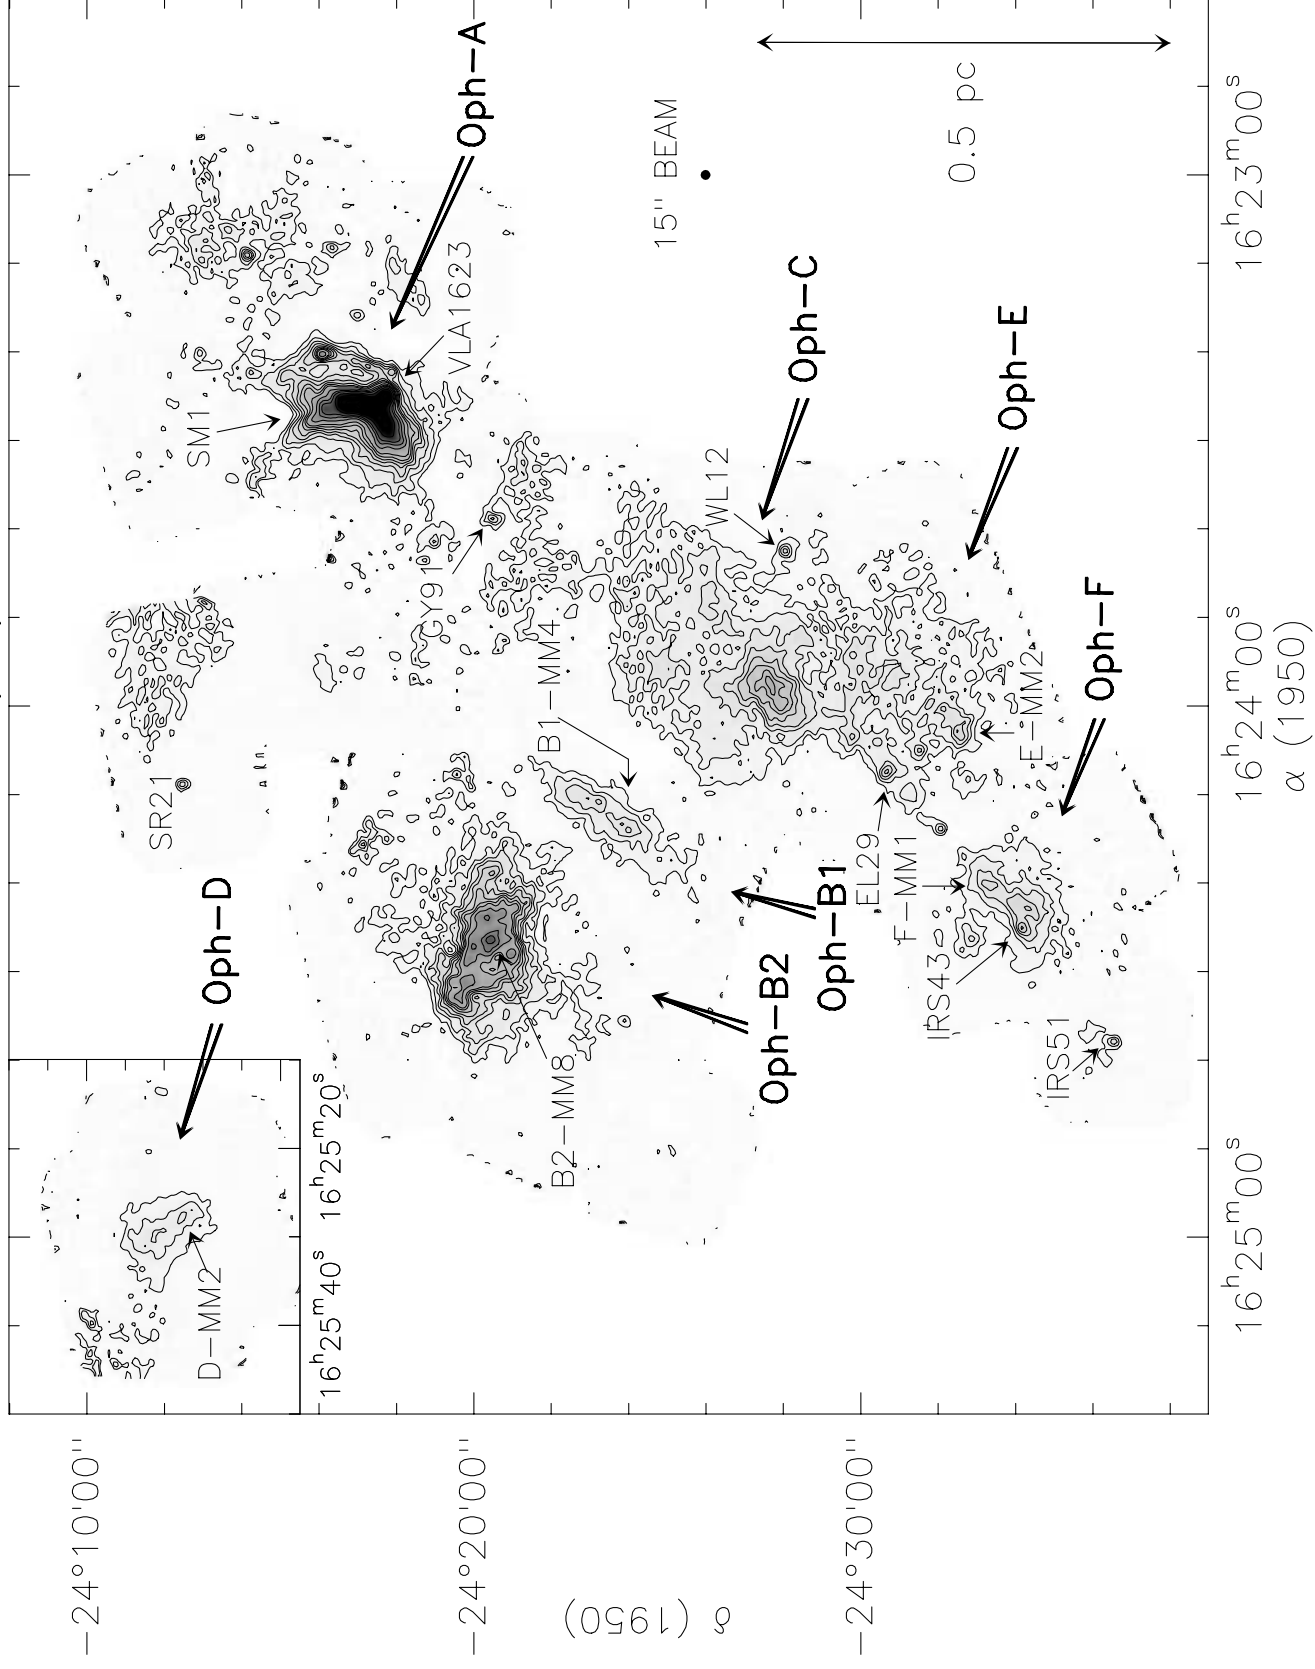 −24°10'00"
−24°20'00"
−24°30'00"
δ (1950)
Oph−D
D−MM2
16ʰ25ᵐ40ˢ
16ʰ25ᵐ20ˢ
SR21
SM1
Oph−A
VLA1623
GY91
B1−MM4
B2−MM8
Oph−B2
Oph−B1
15" BEAM
Oph−C
WL12
0.5 pc
Oph−E
EL29
F−MM1
E−MM2
Oph−F
IRS43
IRS51
16ʰ25ᵐ00ˢ
16ʰ24ᵐ00ˢ
16ʰ23ᵐ00ˢ
α (1950)